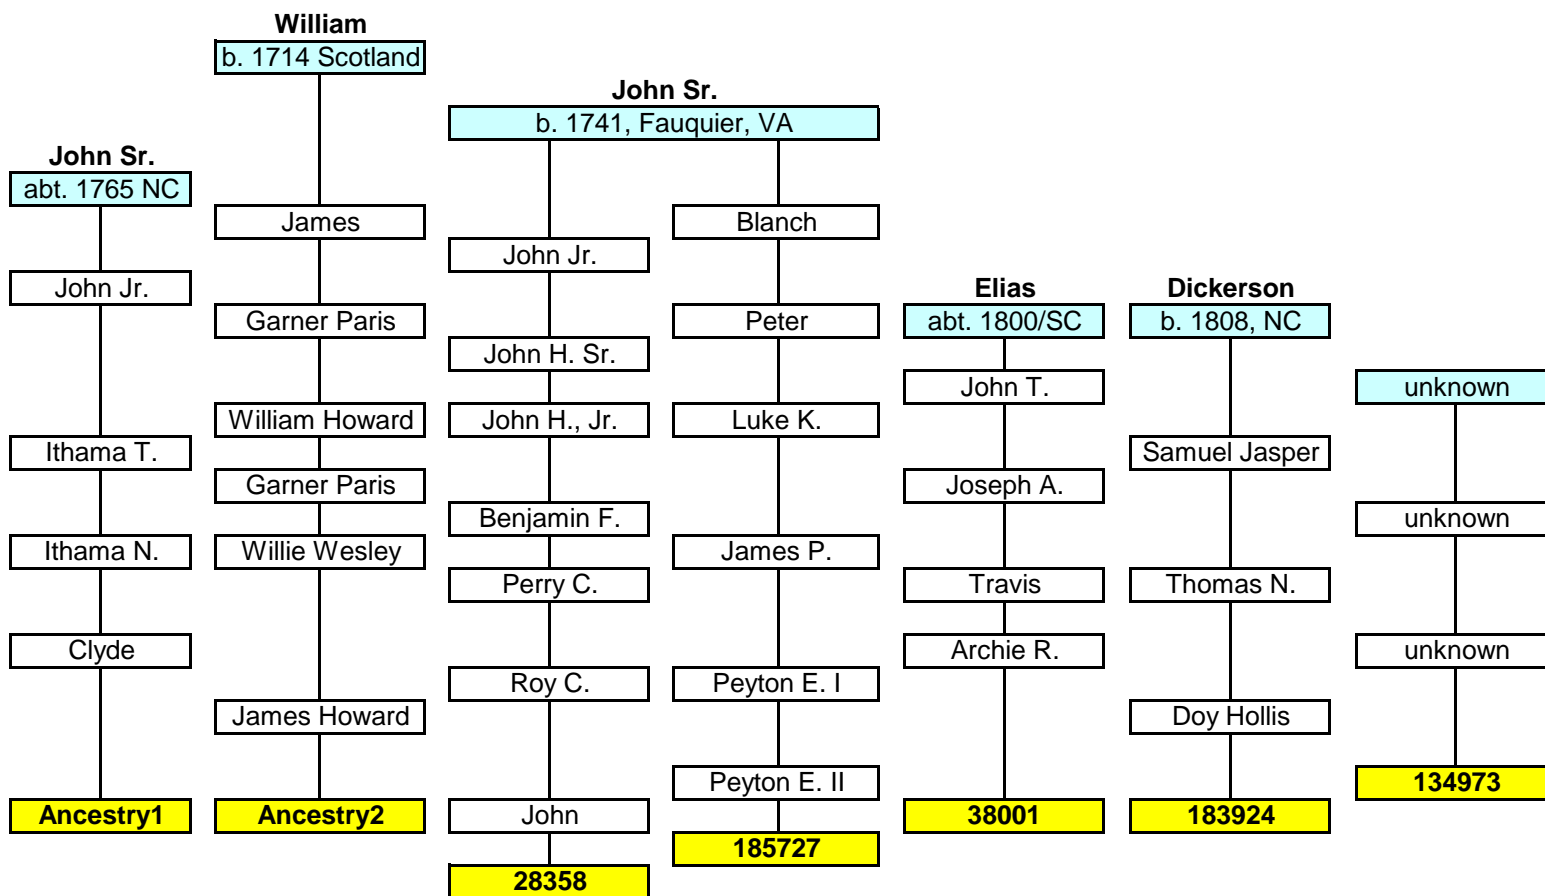 William
b. 1714 Scotland
John Sr.
b. 1741, Fauquier, VA
John Sr.
abt. 1765 NC
James
Blanch
John Jr.
John Jr.
Elias
Dickerson
Garner Paris
Peter
abt. 1800/SC
b. 1808, NC
John H. Sr.
John T.
unknown
William Howard
John H., Jr.
Luke K.
Ithama T.
Samuel Jasper
Garner Paris
Joseph A.
Benjamin F.
unknown
Ithama N.
Willie Wesley
James P.
Perry C.
Travis
Thomas N.
Clyde
Archie R.
unknown
Roy C.
Peyton E. I
James Howard
Doy Hollis
Peyton E. II
134973
Ancestry1
Ancestry2
John
38001
183924
185727
28358